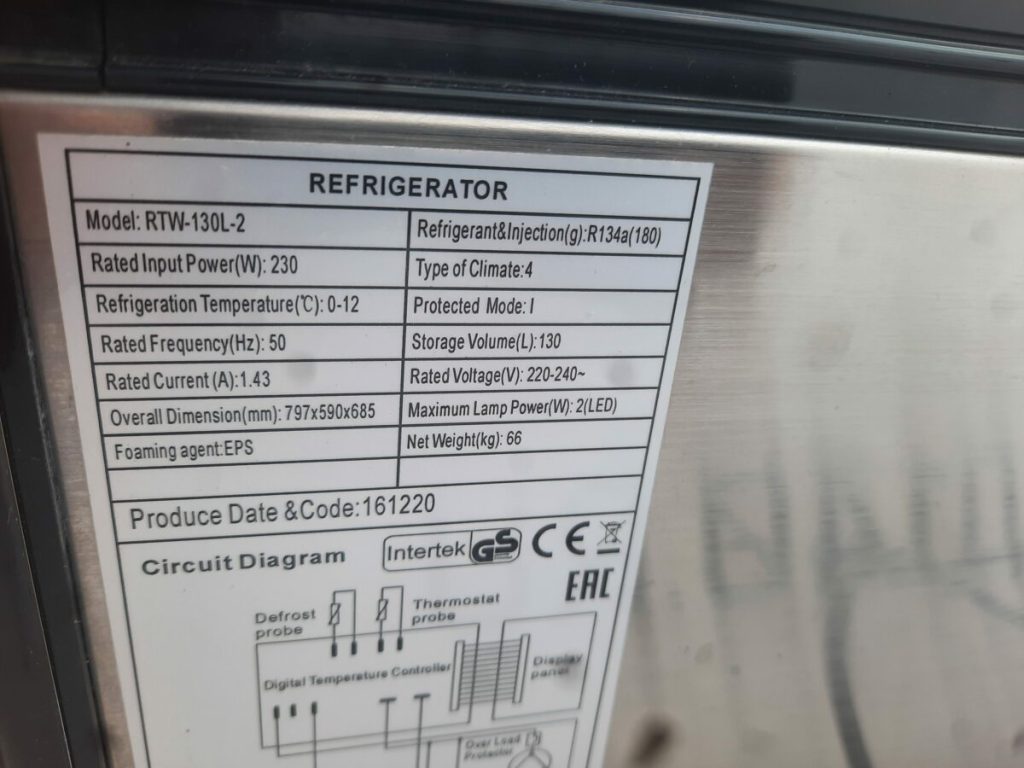 REFRIGERATOR
Model: RTW-130L-2
Refrigerant&Injection(g):R134a(180)
Rated Input Power(W): 230
Type of Climate:4
Refrigeration Temperature(℃): 0-12
Protected Mode: I
Rated Frequency(Hz): 50
Storage Volume(L):130
Rated Current (A):1.43
Rated Voltage(V): 220-240~
Overall Dimension(mm): 797x590x685
Maximum Lamp Power(W): 2(LED)
Foaming agent:EPS
Net Weight(kg): 66
Produce Date &Code:161220
Circuit Diagram
Intertek GS CE
EAC
Defrost
probe
Thermostat
probe
Digital Temperature Controller
Display
panel
Over Load
Protector